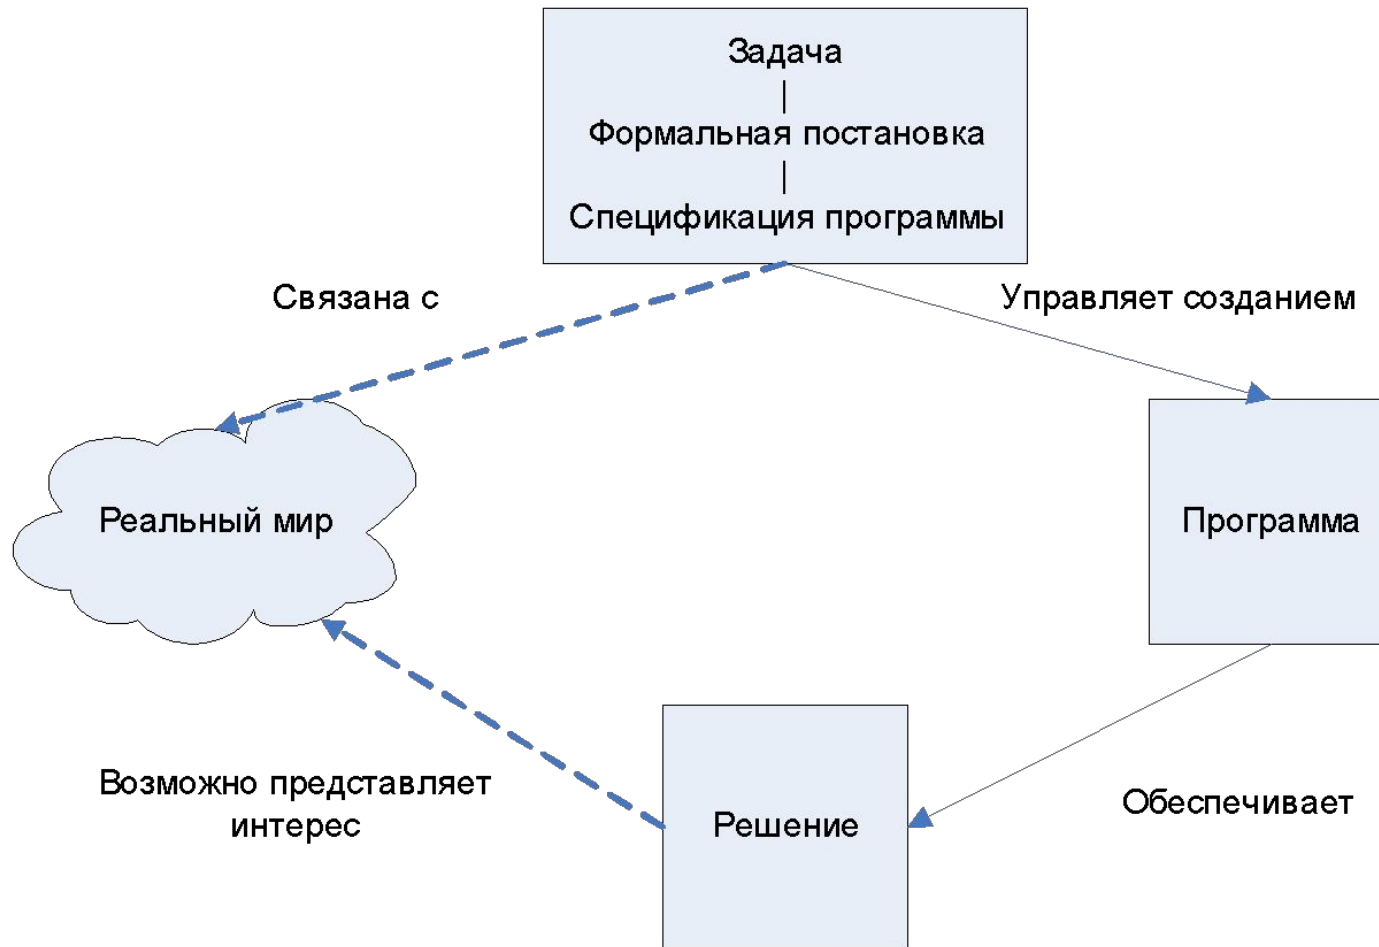 Задача
Формальная постановка
Спецификация программы
Связана с
Управляет созданием
Реальный мир
Программа
Возможно представляет
интерес
Решение
Обеспечивает